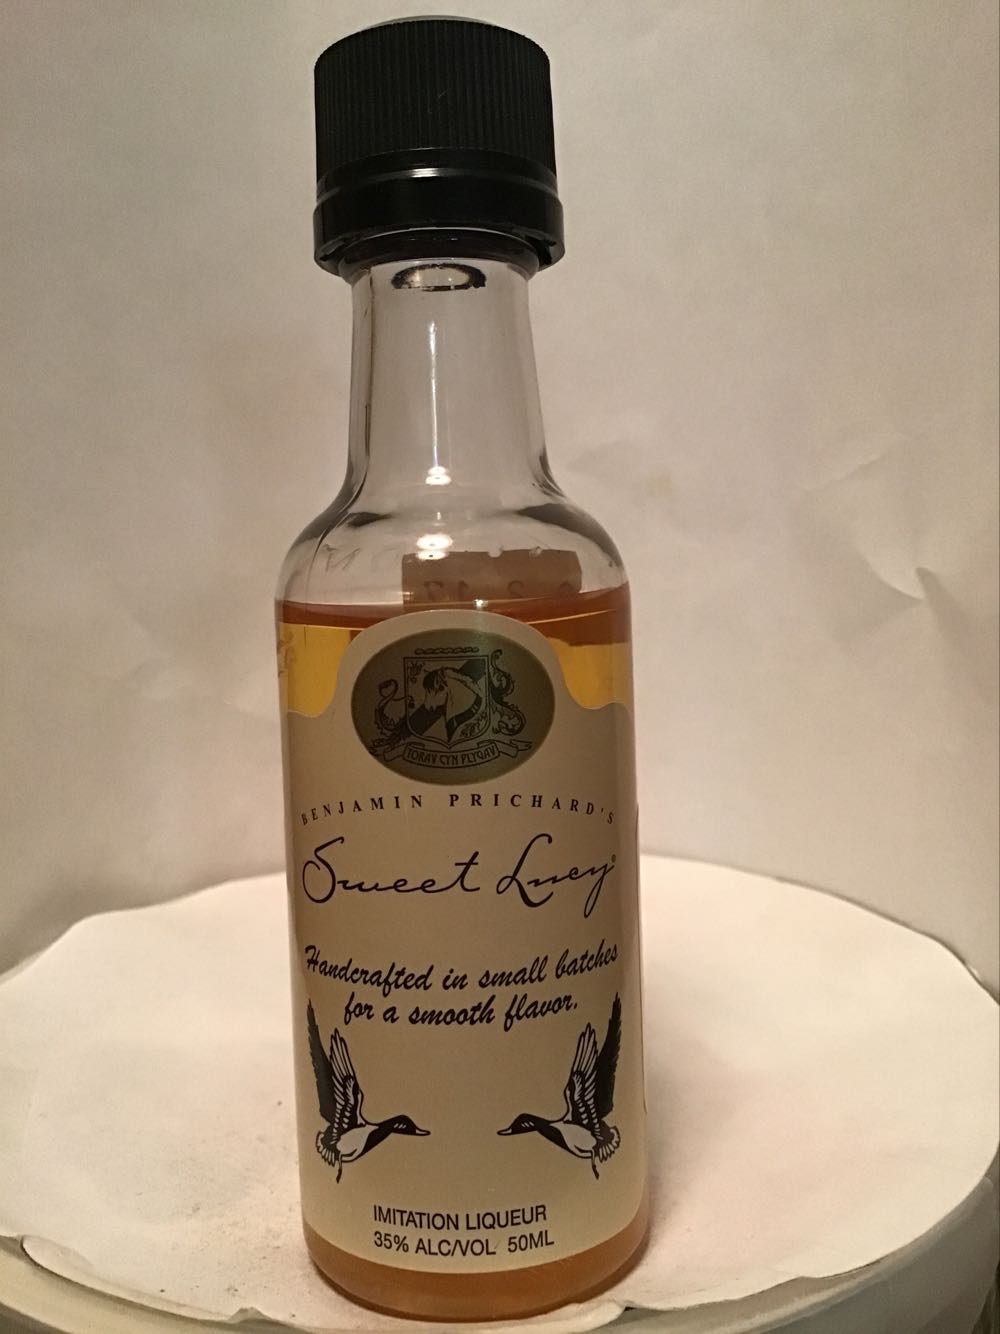 TORAV CYN PLYGAV
BENJAMIN PRICHARD'S
Sweet Lucy®
Handcrafted in small batches
for a smooth flavor.
IMITATION LIQUEUR
35% ALC/VOL 50ML